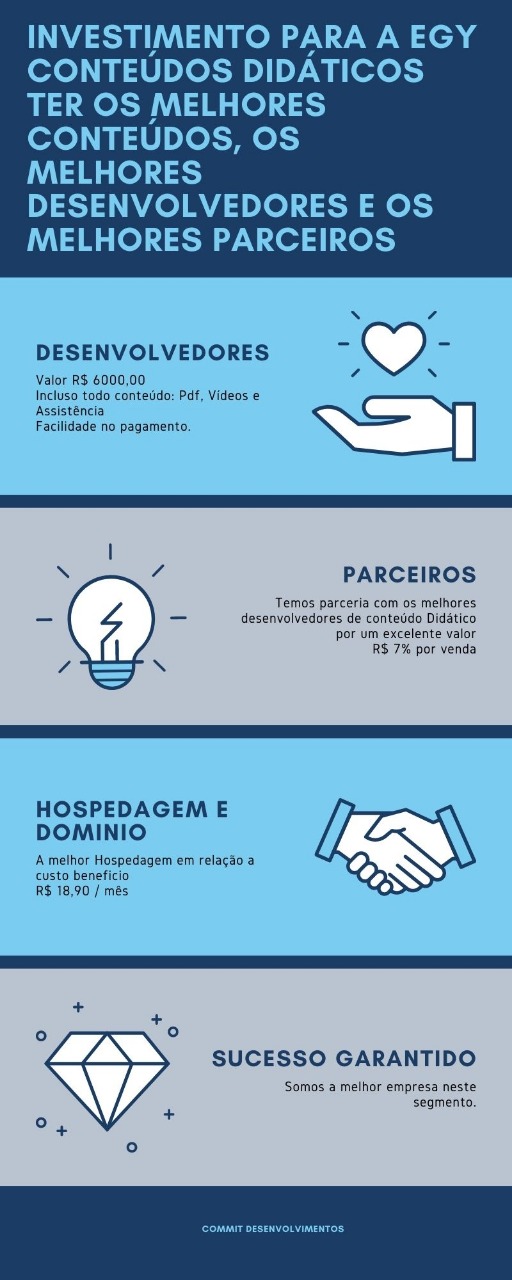 INVESTIMENTO PARA A EGY
CONTEÚDOS DIDÁTICOS
TER OS MELHORES
CONTEÚDOS, OS
MELHORES
DESENVOLVEDORES E OS
MELHORES PARCEIROS
DESENVOLVEDORES
Valor R$ 6000,00
Incluso todo conteúdo: Pdf, Vídeos e
Assistência
Facilidade no pagamento.
PARCEIROS
Temos parceria com os melhores
desenvolvedores de conteúdo Didático
por um excelente valor
R$ 7% por venda
HOSPEDAGEM E
DOMINIO
A melhor Hospedagem em relação a
custo beneficio
R$ 18,90 / mês
SUCESSO GARANTIDO
Somos a melhor empresa neste
segmento.
COMMIT DESENVOLVIMENTOS